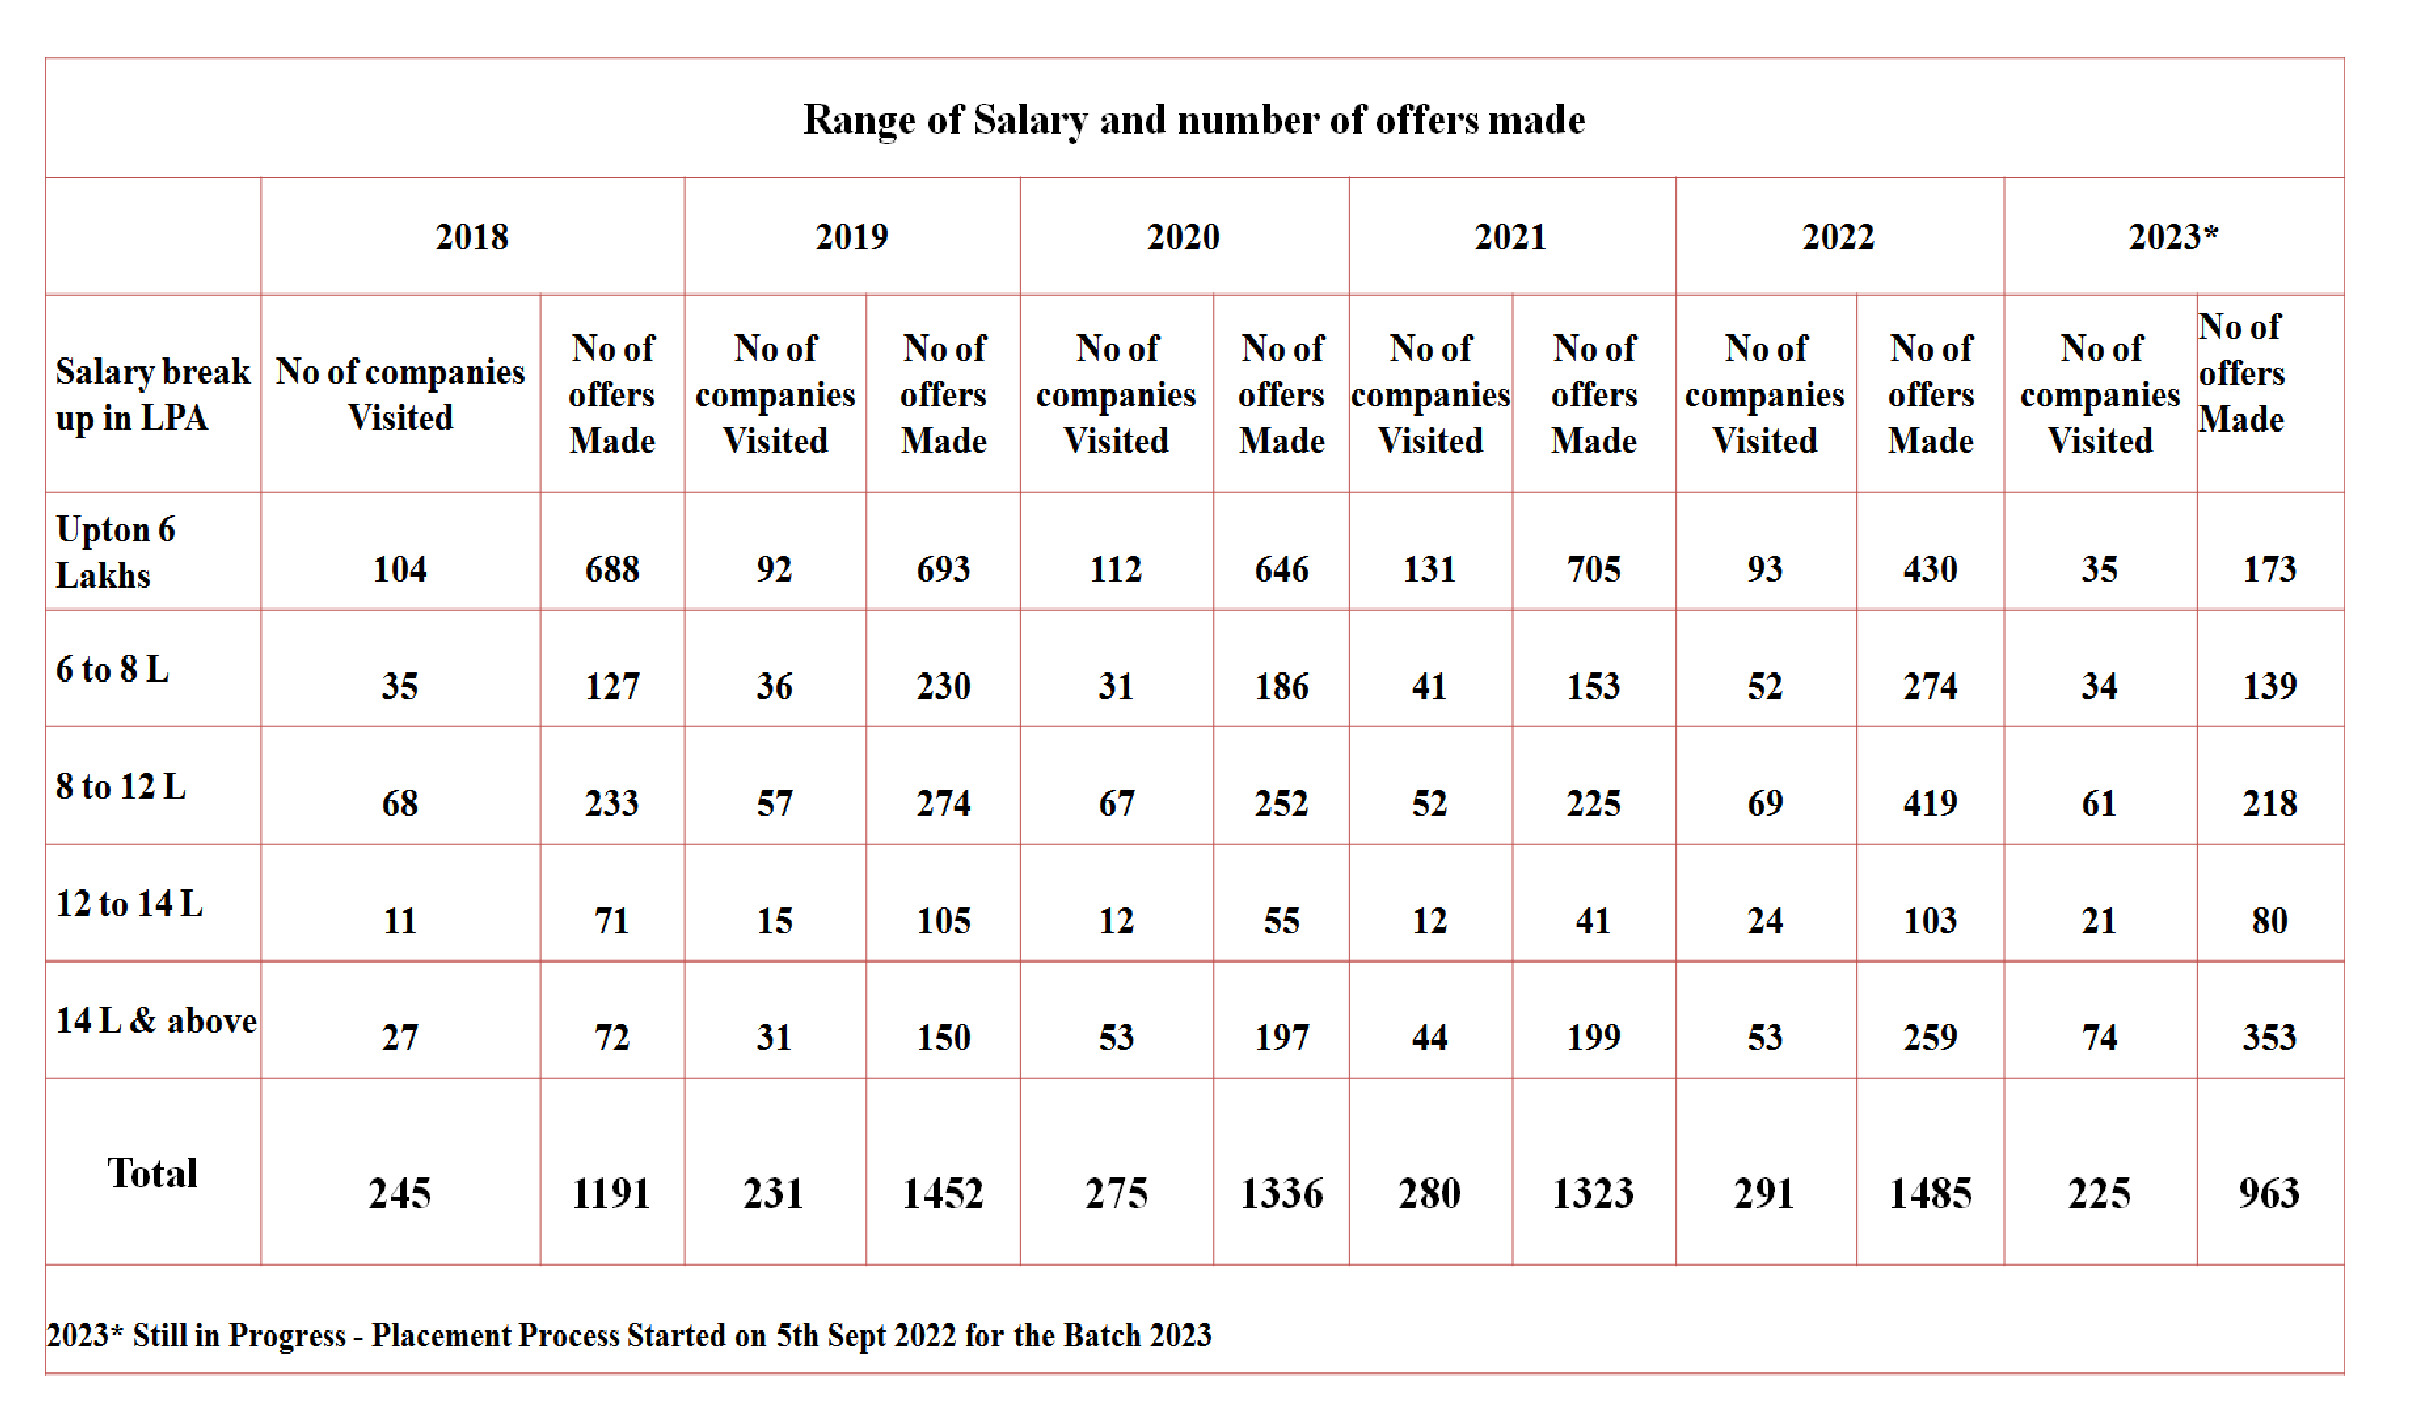 Range of Salary and number of offers made
2018 2019 2020 2021 2022 2023*
Salary break up in LPA No of companies Visited No of offers Made No of companies Visited No of offers Made No of companies Visited No of offers Made No of companies Visited No of offers Made No of companies Visited No of offers Made No of companies Visited No of offers Made
Upton 6 Lakhs 104 688 92 693 112 646 131 705 93 430 35 173
6 to 8 L 35 127 36 230 31 186 41 153 52 274 34 139
8 to 12 L 68 233 57 274 67 252 52 225 69 419 61 218
12 to 14 L 11 71 15 105 12 55 12 41 24 103 21 80
14 L & above 27 72 31 150 53 197 44 199 53 259 74 353
Total 245 1191 231 1452 275 1336 280 1323 291 1485 225 963
2023* Still in Progress - Placement Process Started on 5th Sept 2022 for the Batch 2023